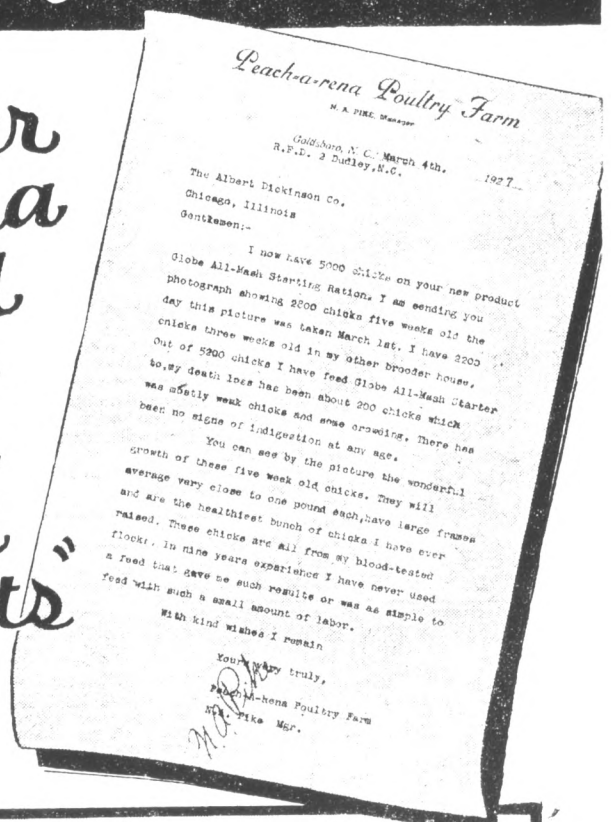 r
a
d
ts"
Peach=a=rena Poultry Farm
N. A. PIKE, Manager
Goldsboro, N. C. March 4th. 1927
R.F.D. 2 Dudley,N.C.
The Albert Dickinson Co.
Chicago, Illinois
Gentlemen;-
I now have 5000 chicks on your new product
Globe All-Mash Starting Ration. I am sending you
photograph showing 2800 chicks five weeks old the
day this picture was taken March 1st. I have 2200
chicks three weeks old in my other brooder house.
Out of 5200 chicks I have feed Globe All-Mash Starter
to,my death loss has been about 200 chicks which
was mostly weak chicks and some crowding. There has
been no signs of indigestion at any age.
You can see by the picture the wonderful
growth of these five week old chicks. They will
average very close to one pound each,have large frames
and are the healthiest bunch of chicks I have ever
raised. These chicks are all from my blood-tested
flocks. In nine years experience I have never used
a feed that gave me such results or was as simple to
feed with such a small amount of labor.
With kind wishes I remain
Yours very truly,
Peach-A-Rena Poultry Farm
N.A. Pike Mgr.
N A Pike